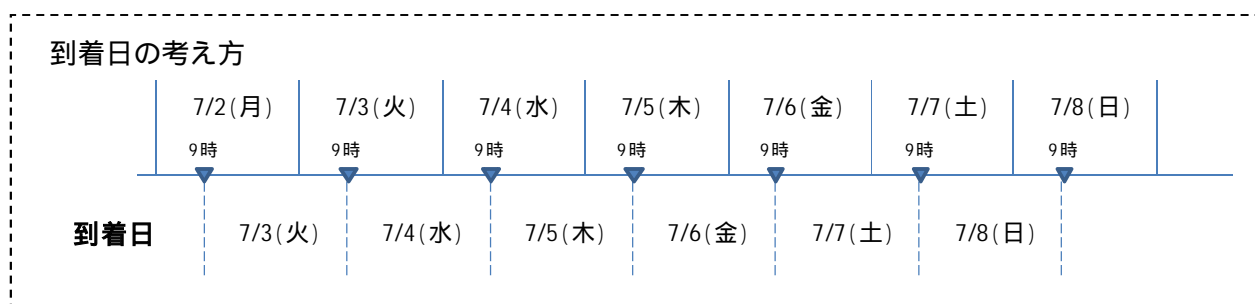 到着日の考え方
7/2(月) 7/3(火) 7/4(水) 7/5(木) 7/6(金) 7/7(土) 7/8(日)
9時 9時 9時 9時 9時 9時 9時
到着日 7/3(火) 7/4(水) 7/5(木) 7/6(金) 7/7(土) 7/8(日)